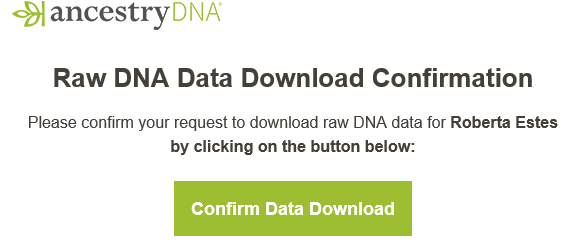 ancestryDNA®
Raw DNA Data Download Confirmation
Please confirm your request to download raw DNA data for Roberta Estes
by clicking on the button below:
Confirm Data Download